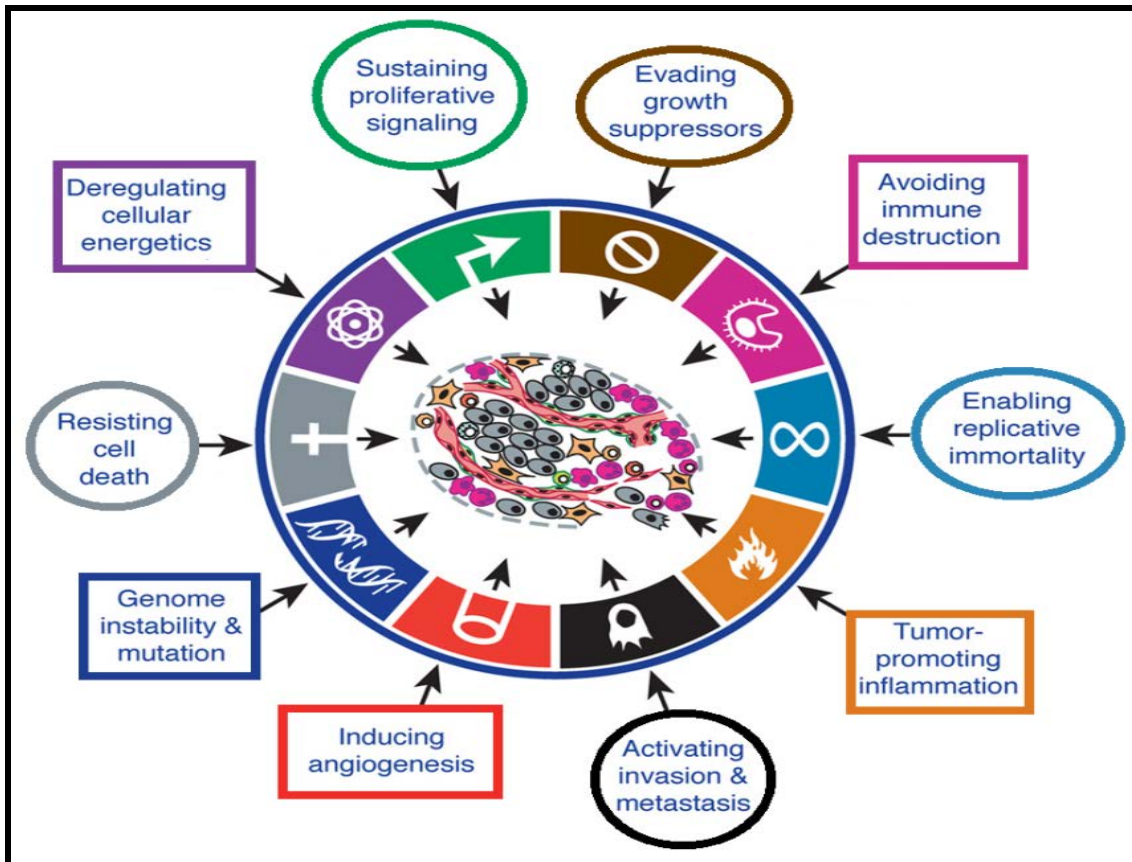 Sustaining
proliferative
signaling
Evading
growth
suppressors
Deregulating
cellular
energetics
Avoiding
immune
destruction
Resisting
cell
death
Enabling
replicative
immortality
Genome
instability &
mutation
Tumor-
promoting
inflammation
Inducing
angiogenesis
Activating
invasion &
metastasis